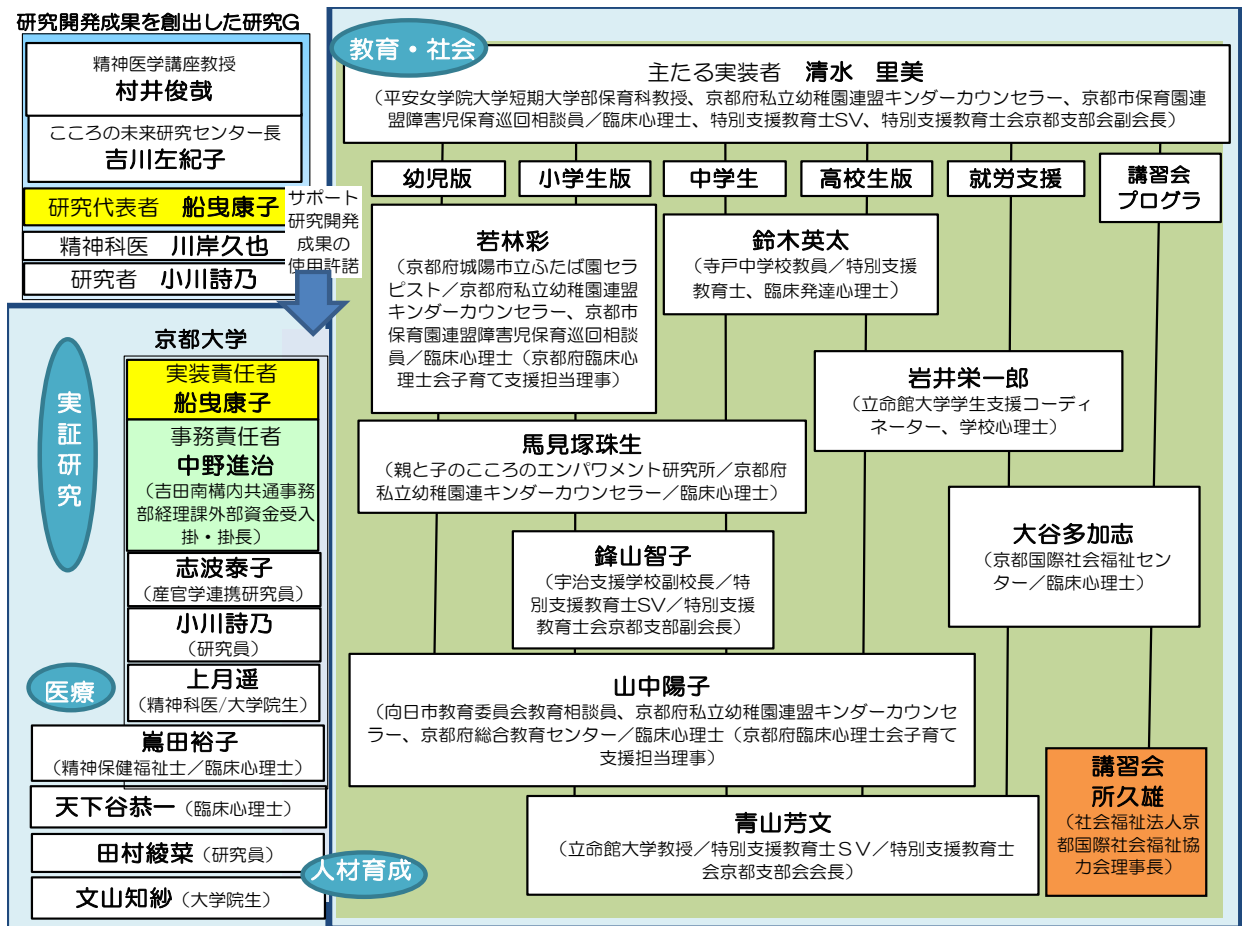 研究開発成果を創出した研究G
精神医学講座教授
村井俊哉
こころの未来研究センター長
吉川左紀子
研究代表者 船曳康子
精神科医 川岸久也
研究者 小川詩乃
サポート
研究開発
成果の
使用許諾
京都大学
実証研究
実装責任者
船曳康子
事務責任者
中野進治
（吉田南構内共通事務
部経理課外部資金受入
掛・掛長）
志波泰子
（産官学連携研究員）
小川詩乃
（研究員）
医療
上月遥
（精神科医/大学院生）
嶌田裕子
（精神保健福祉士／臨床心理士）
天下谷恭一（臨床心理士）
田村綾菜（研究員）
人材育成
文山知紗（大学院生）
教育・社会
主たる実装者 清水 里美
（平安女学院大学短期大学部保育科教授、京都府私立幼稚園連盟キンダーカウンセラー、京都市保育園連
盟障害児保育巡回相談員／臨床心理士、特別支援教育士SV、特別支援教育士会京都支部会副会長）
幼児版
小学生版
中学生
高校生版
就労支援
講習会
プログラ
若林彩
（京都府城陽市立ふたば園セラ
ピスト／京都府私立幼稚園連盟
キンダーカウンセラー、京都市
保育園連盟障害児保育巡回相談
員／臨床心理士（京都府臨床心
理士会子育て支援担当理事）
鈴木英太
（寺戸中学校教員／特別支援
教育士、臨床発達心理士）
岩井栄一郎
（立命館大学学生支援コーディ
ネーター、学校心理士）
馬見塚珠生
（親と子のこころのエンパワメント研究所／京都府
私立幼稚園連キンダーカウンセラー／臨床心理士）
大谷多加志
（京都国際社会福祉セン
ター／臨床心理士）
鋒山智子
（宇治支援学校副校長／特
別支援教育士SV／特別支援
教育士会京都支部副会長）
山中陽子
（向日市教育委員会教育相談員、京都府私立幼稚園連盟キンダーカウンセ
ラー、京都府総合教育センター／臨床心理士（京都府臨床心理士会子育て
支援担当理事）
講習会
所久雄
（社会福祉法人京
都国際社会福祉協
力会理事長）
青山芳文
（立命館大学教授／特別支援教育士ＳＶ／特別支援教育士
会京都支部会会長）